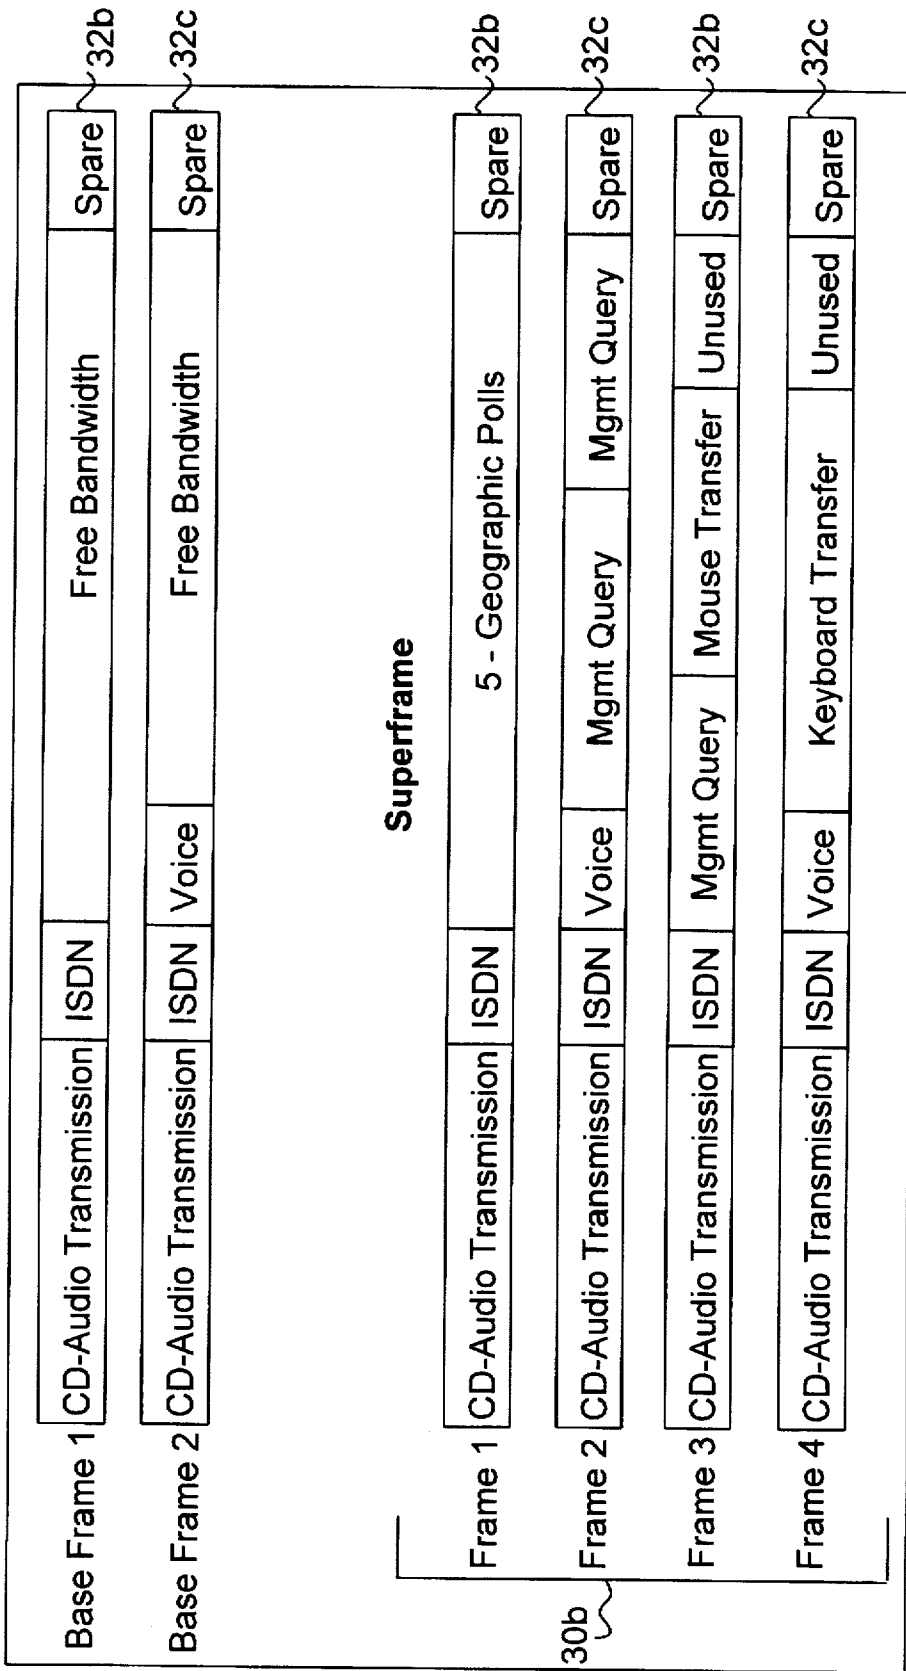 Base Frame 1 CD-Audio Transmission ISDN Free Bandwidth Spare 32b
Base Frame 2 CD-Audio Transmission ISDN Voice Free Bandwidth Spare 32c
Superframe
Frame 1 CD-Audio Transmission ISDN 5 - Geographic Polls Spare 32b
Frame 2 CD-Audio Transmission ISDN Voice Mgmt Query Mgmt Query Spare 32c
Frame 3 CD-Audio Transmission ISDN Mgmt Query Mouse Transfer Unused Spare 32b
Frame 4 CD-Audio Transmission ISDN Voice Keyboard Transfer Unused Spare 32c
30b